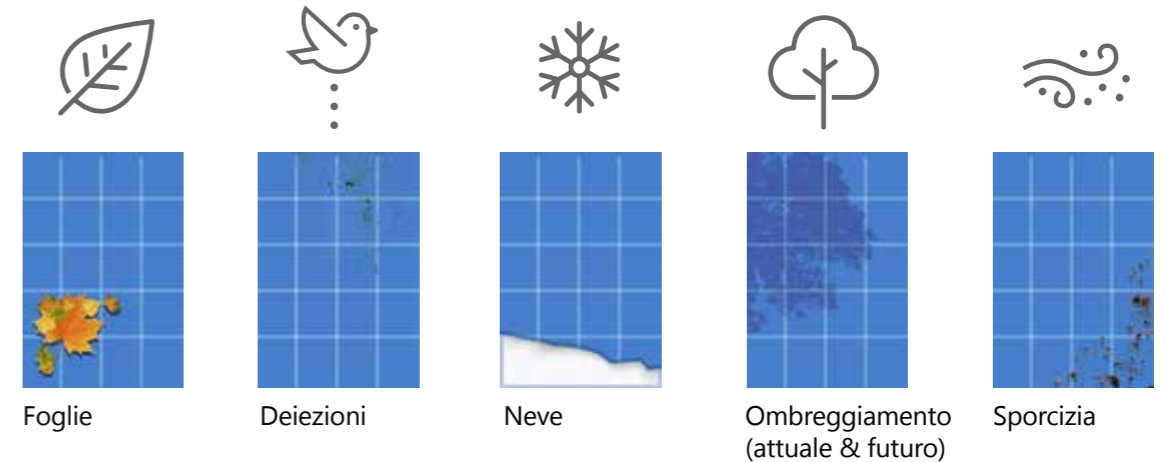 Foglie
Deiezioni
Neve
Ombreggiamento
(attuale & futuro)
Sporcizia